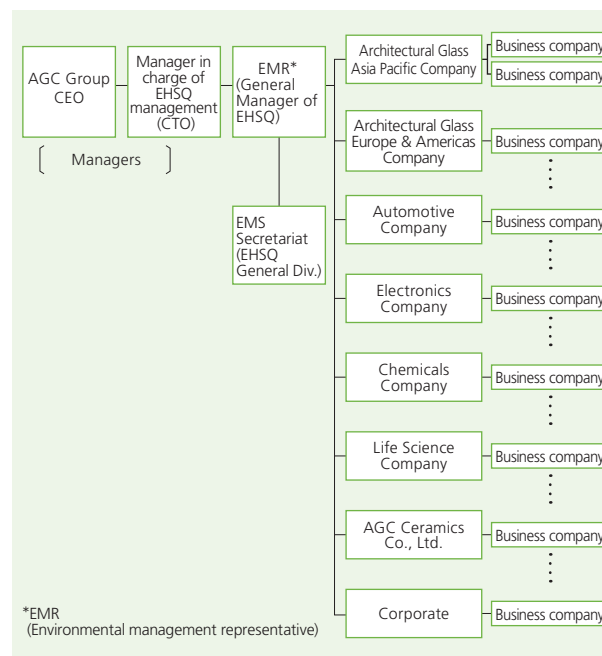 AGC Group
CEO
Manager in
charge of
EHSQ
management
(CTO)
EMR*
(General
Manager of
EHSQ)
Managers
EMS
Secretariat
(EHSQ
General Div.)
Architectural Glass
Asia Pacific Company
Business company
Business company
Architectural Glass
Europe & Americas
Company
Business company
Automotive
Company
Business company
Electronics
Company
Business company
Chemicals
Company
Business company
Life Science
Company
Business company
AGC Ceramics
Co., Ltd.
Business company
Corporate
Business company
*EMR
(Environmental management representative)